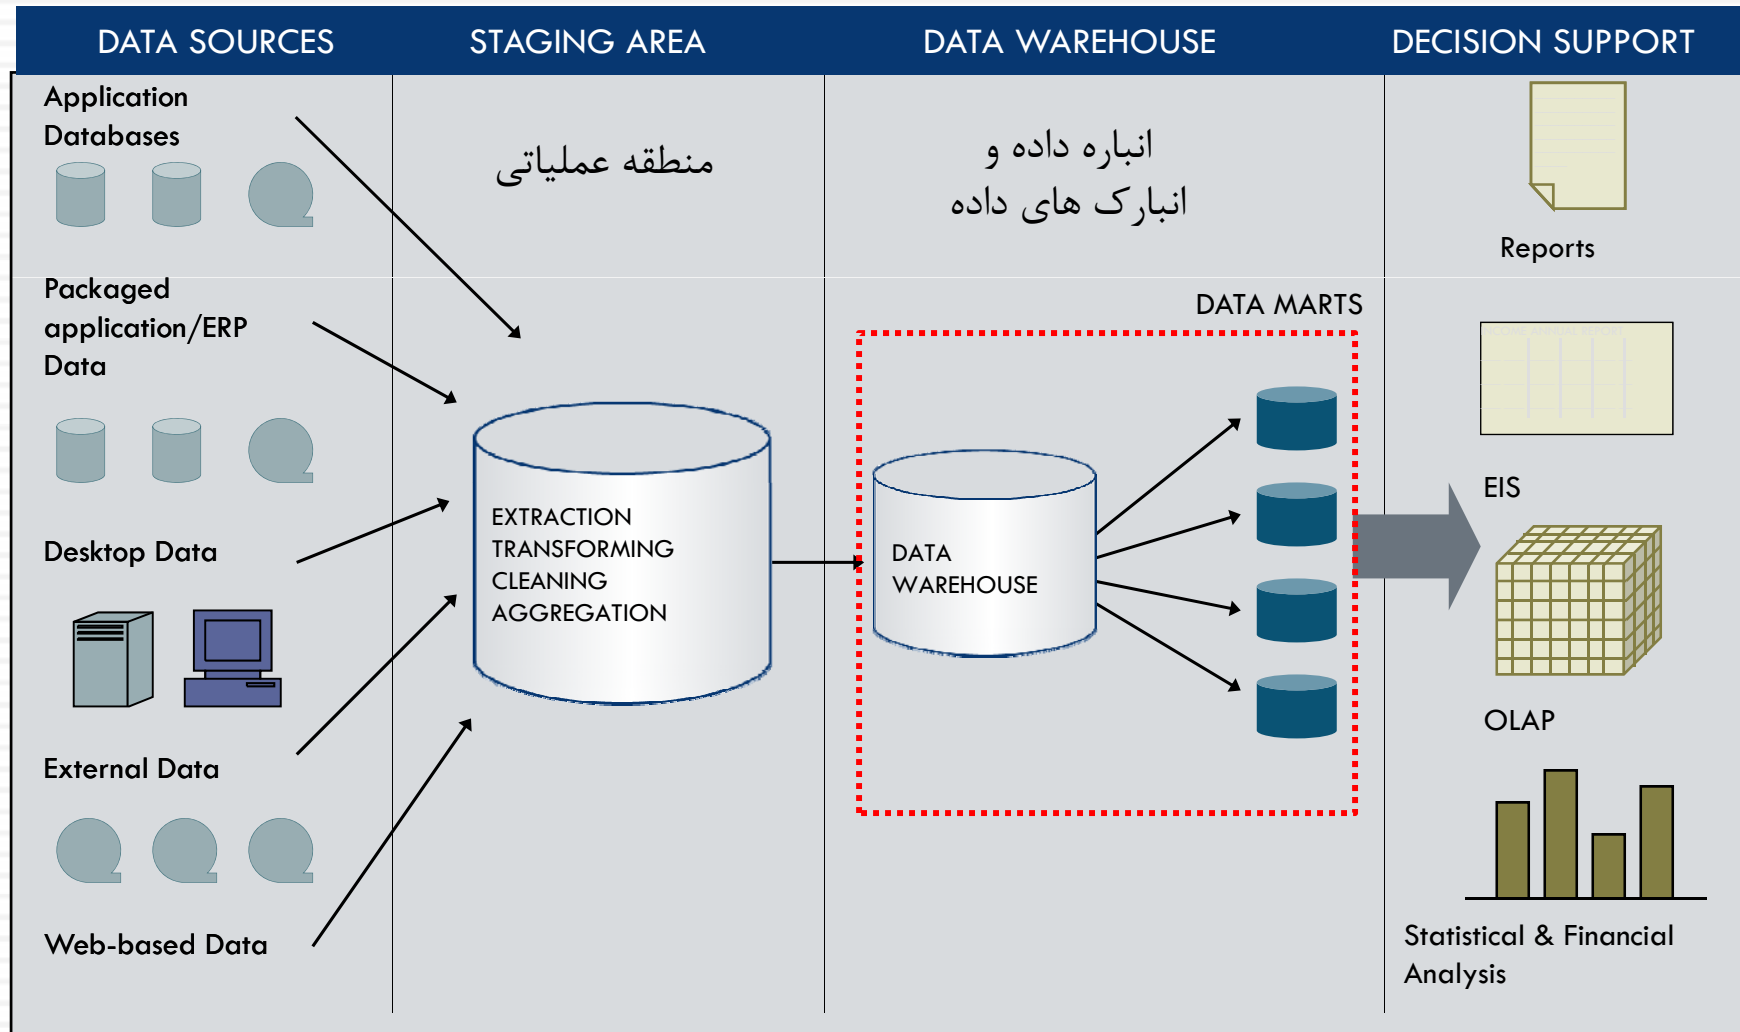 DATA SOURCES
STAGING AREA
DATA WAREHOUSE
DECISION SUPPORT
Application
Databases
Packaged
application/ERP
Data
Desktop Data
External Data
Web-based Data
منطقه عملیاتی
EXTRACTION
TRANSFORMING
CLEANING
AGGREGATION
انباره داده و
انبارک های داده
DATA MARTS
DATA
WAREHOUSE
Reports
EIS
OLAP
Statistical & Financial
Analysis